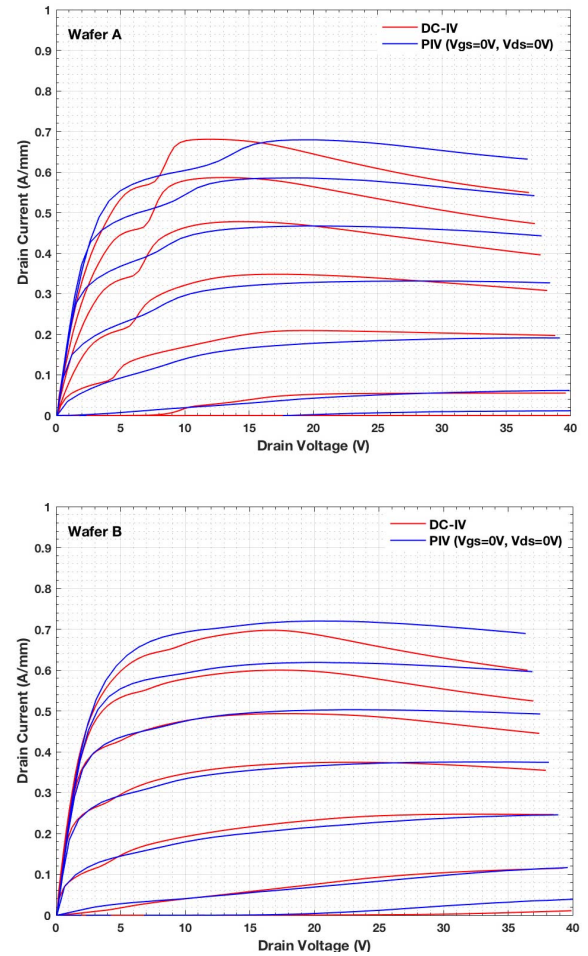 Wafer A
DC-IV
PIV (Vgs=0V, Vds=0V)
Drain Current (A/mm)
1
0.9
0.8
0.7
0.6
0.5
0.4
0.3
0.2
0.1
0
0 5 10 15 20 25 30 35 40
Drain Voltage (V)
Wafer B
DC-IV
PIV (Vgs=0V, Vds=0V)
Drain Current (A/mm)
1
0.9
0.8
0.7
0.6
0.5
0.4
0.3
0.2
0.1
0
0 5 10 15 20 25 30 35 40
Drain Voltage (V)